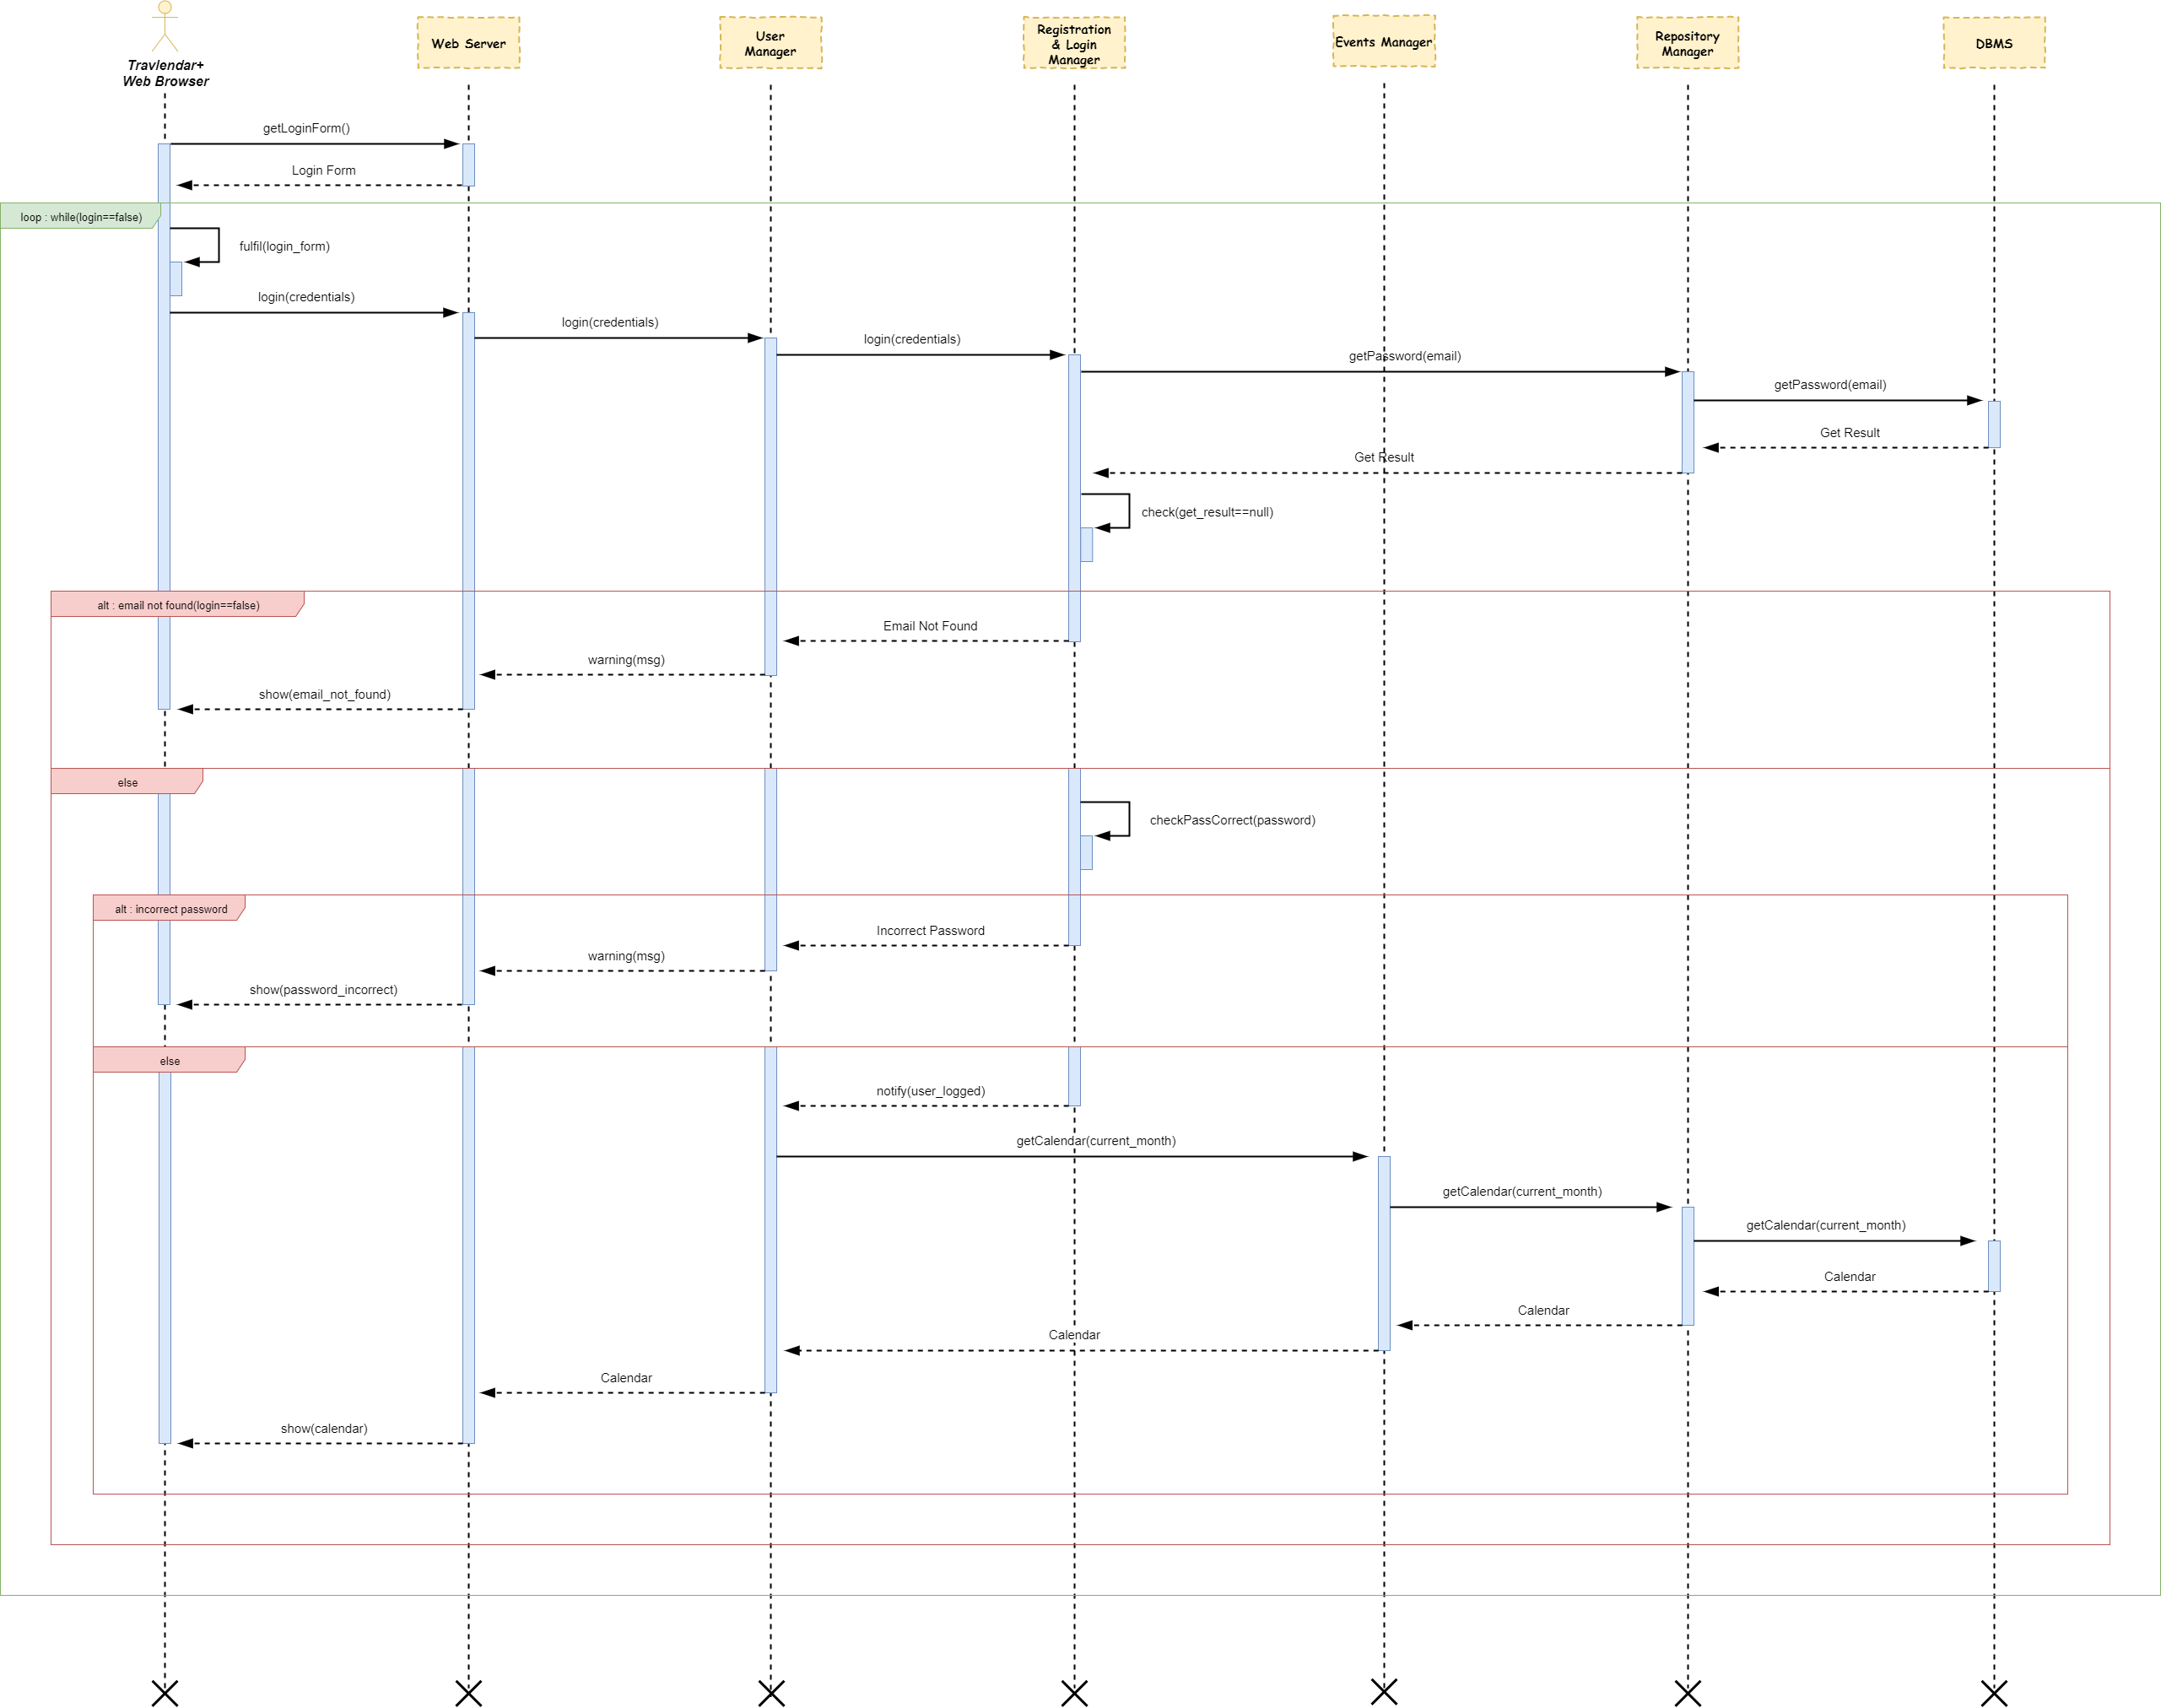 Travlendar+
Web Browser
Web Server
User
Manager
Registration
& Login
Manager
Events Manager
Repository
Manager
DBMS
getLoginForm()
Login Form
loop : while(login==false)
fulfil(login_form)
login(credentials)
login(credentials)
login(credentials)
getPassword(email)
getPassword(email)
Get Result
Get Result
check(get_result==null)
alt : email not found(login==false)
Email Not Found
warning(msg)
show(email_not_found)
else
checkPassCorrect(password)
alt : incorrect password
Incorrect Password
warning(msg)
show(password_incorrect)
else
notify(user_logged)
getCalendar(current_month)
getCalendar(current_month)
getCalendar(current_month)
Calendar
Calendar
Calendar
Calendar
show(calendar)